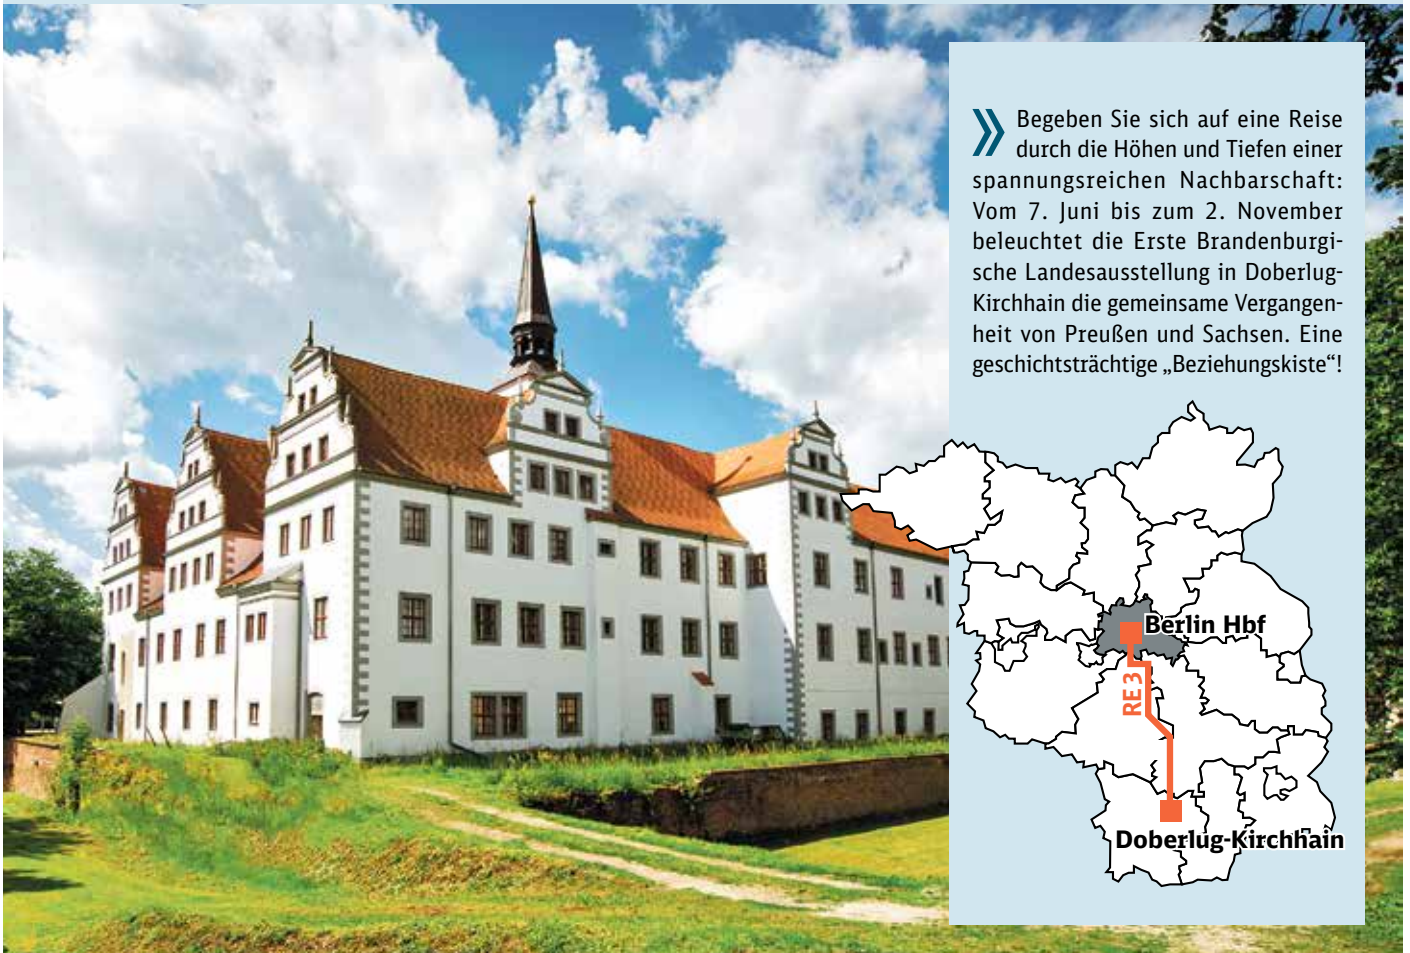 » Begeben Sie sich auf eine Reise
durch die Höhen und Tiefen einer
spannungsreichen Nachbarschaft:
Vom 7. Juni bis zum 2. November
beleuchtet die Erste Brandenburgi-
sche Landesausstellung in Doberlug-
Kirchhain die gemeinsame Vergangen-
heit von Preußen und Sachsen. Eine
geschichtsträchtige „Beziehungskiste“!
Berlin Hbf
RE3
Doberlug-Kirchhain